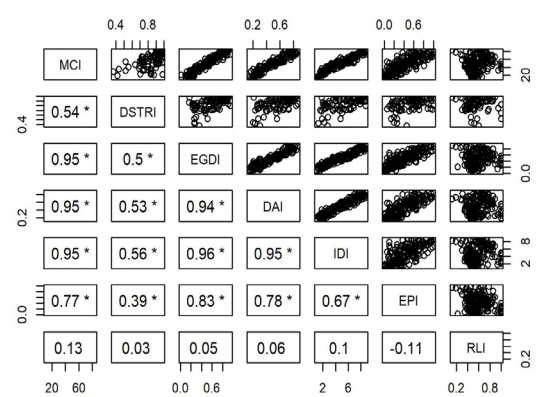 0.4 0.8 0.2 0.6 0.0 0.6
MCI 20
0.4 0.54 * DSTRI
0.95 * 0.5 * EGDI 0.0
0.2 0.95 * 0.53 * 0.94 * DAI
0.95 * 0.56 * 0.96 * 0.95 * IDI 2 8
0.0 0.77 * 0.39 * 0.83 * 0.78 * 0.67 * EPI
0.13 0.03 0.05 0.06 0.1 -0.11 RLI 0.2
20 60 0.0 0.6 2 6 0.2 0.8